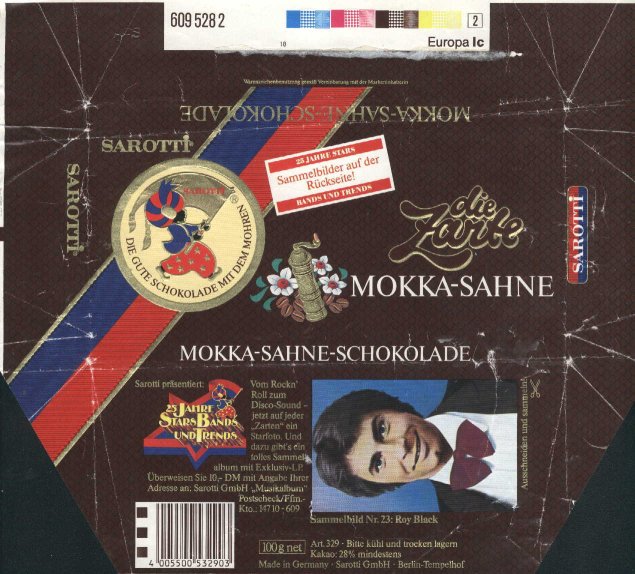 609 528 2
18
2
Europa Ic
Warenzeichenbenutzung gemäß Vereinbarung mit der Markeninhaberin
MOKKA-SAHNE-SCHOKOLADE
SAROTTI
SAROTTI
SAROTTI
®
DIE GUTE SCHOKOLADE MIT DEM MOHREN
25 JAHRE STARS
Sammelbilder auf der
Rückseite!
BANDS UND TRENDS
die
Zarte
SAROTTI
MOKKA-SAHNE
MOKKA-SAHNE-SCHOKOLADE
Sarotti präsentiert:
25 JAHRE
STARS BANDS
UND TRENDS
Vom Rockn'
Roll zum
Disco-Sound –
jetzt auf jeder
„Zarten" ein
Starfoto. Und
dazu gibt's ein
tolles Sammel-
album mit Exklusiv-LP.
Überweisen Sie 10,- DM mit Angabe Ihrer
Adresse an: Sarotti GmbH „Musikalbum"
Postscheck/Ffm.-
Kto.: 14710-609
Ausschneiden und sammeln!
Sammelbild Nr. 23: Roy Black
4 005500 532903
100 g net
Art. 329 · Bitte kühl und trocken lagern
Kakao: 28% mindestens
Made in Germany · Sarotti GmbH · Berlin-Tempelhof